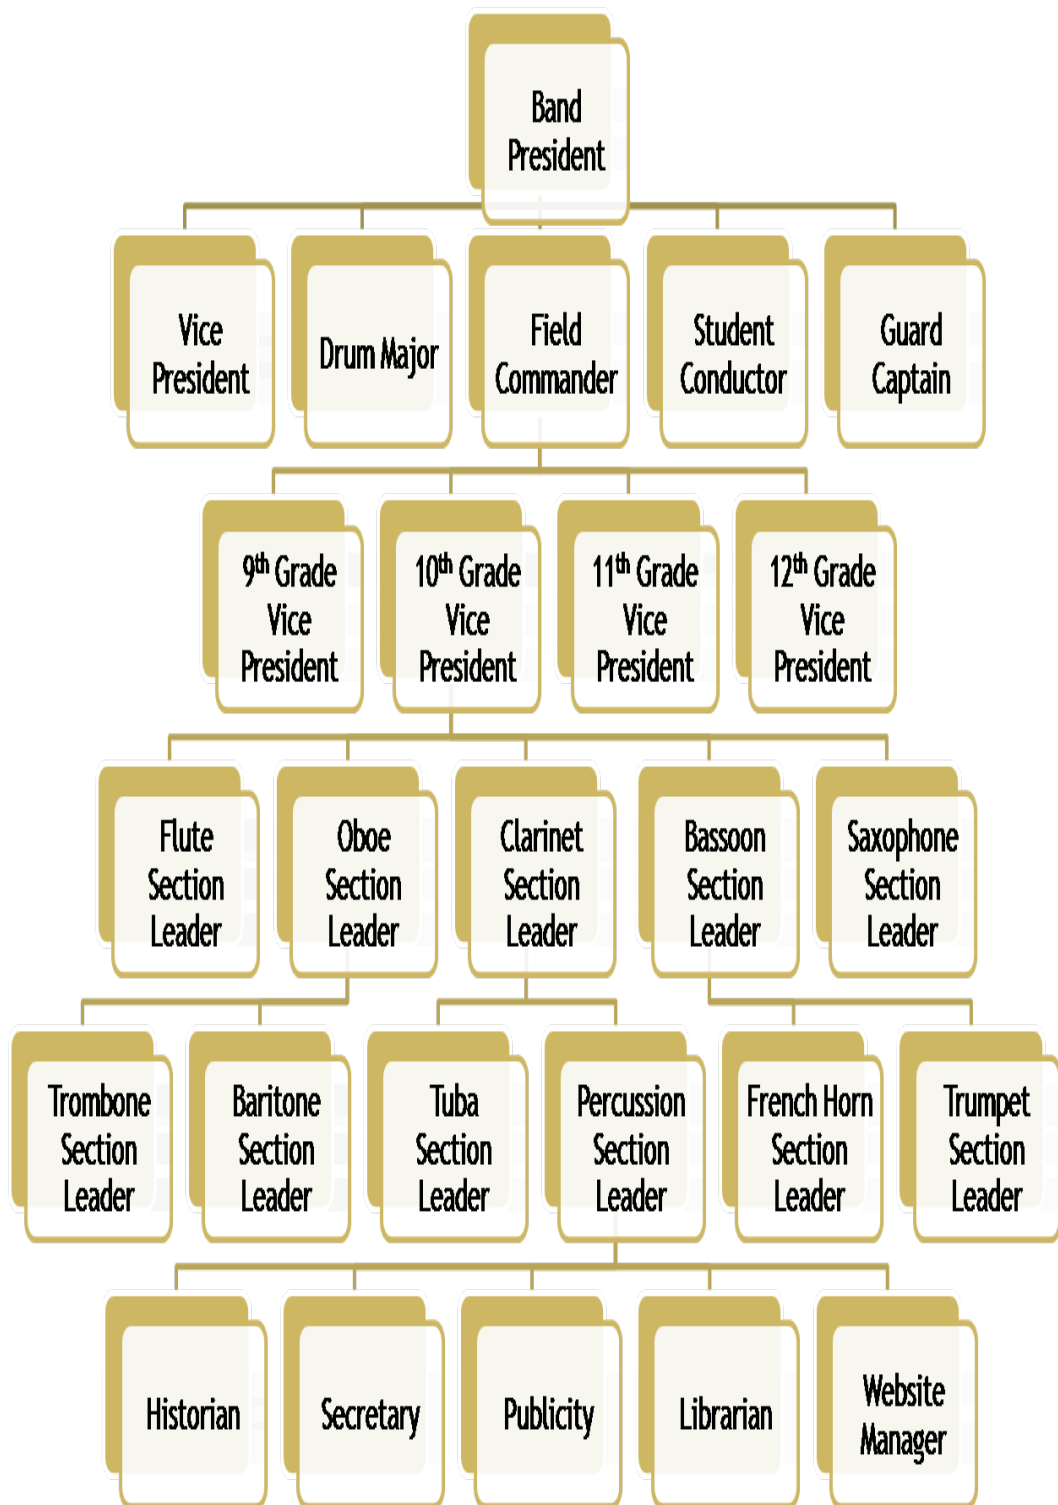 Band
President
Vice
President
Drum Major
Field
Commander
Student
Conductor
Guard
Captain
9th Grade
Vice
President
10th Grade
Vice
President
11th Grade
Vice
President
12th Grade
Vice
President
Flute
Section
Leader
Oboe
Section
Leader
Clarinet
Section
Leader
Bassoon
Section
Leader
Saxophone
Section
Leader
Trombone
Section
Leader
Baritone
Section
Leader
Tuba
Section
Leader
Percussion
Section
Leader
French Horn
Section
Leader
Trumpet
Section
Leader
Historian
Secretary
Publicity
Librarian
Website
Manager